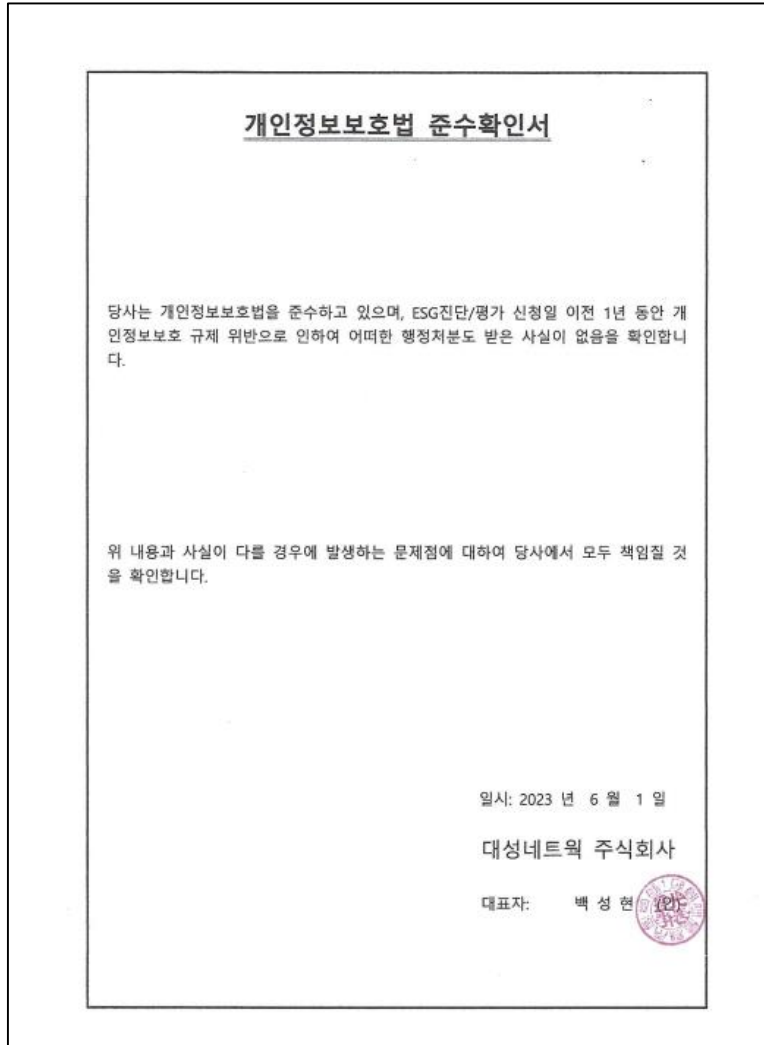 개인정보보호법 준수확인서
당사는 개인정보보호법을 준수하고 있으며, ESG진단/평가 신청일 이전 1년 동안 개
인정보보호 규제 위반으로 인하여 어떠한 행정처분도 받은 사실이 없음을 확인합니
다.
위 내용과 사실이 다를 경우에 발생하는 문제점에 대하여 당사에서 모두 책임질 것
을 확인합니다.
일시: 2023 년 6 월 1 일
대성네트웍 주식회사
대표자: 백 성 현 (인)